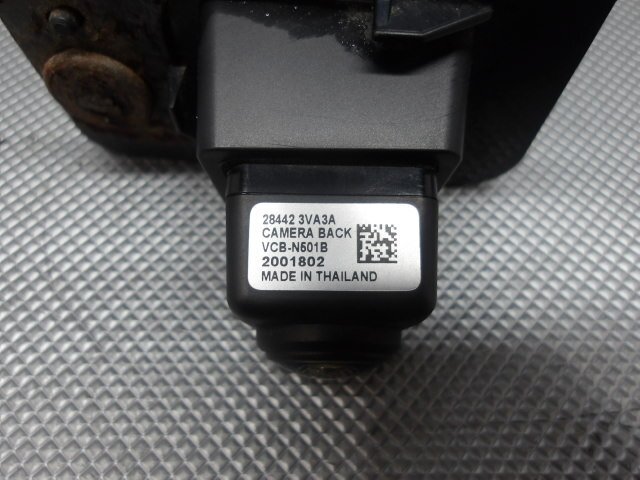 28442 3VA3A
CAMERA BACK
VCB-N501B
2001802
MADE IN THAILAND